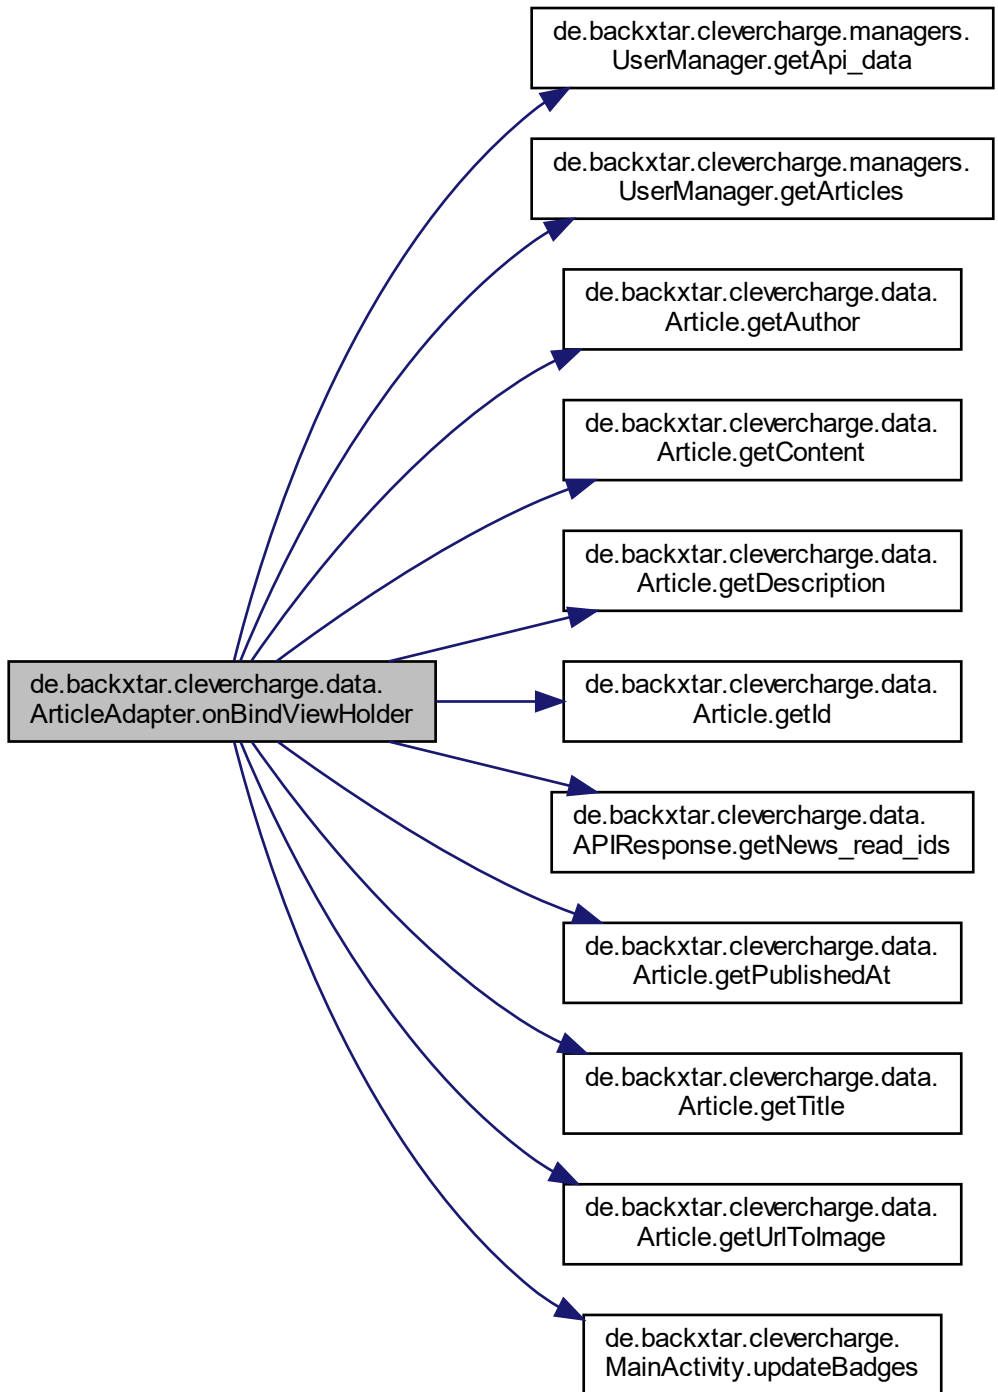 de.backxtar.clevercharge.managers.
UserManager.getApi_data
de.backxtar.clevercharge.managers.
UserManager.getArticles
de.backxtar.clevercharge.data.
Article.getAuthor
de.backxtar.clevercharge.data.
Article.getContent
de.backxtar.clevercharge.data.
Article.getDescription
de.backxtar.clevercharge.data.
ArticleAdapter.onBindViewHolder
de.backxtar.clevercharge.data.
Article.getId
de.backxtar.clevercharge.data.
APIResponse.getNews_read_ids
de.backxtar.clevercharge.data.
Article.getPublishedAt
de.backxtar.clevercharge.data.
Article.getTitle
de.backxtar.clevercharge.data.
Article.getUrlToImage
de.backxtar.clevercharge.
MainActivity.updateBadges